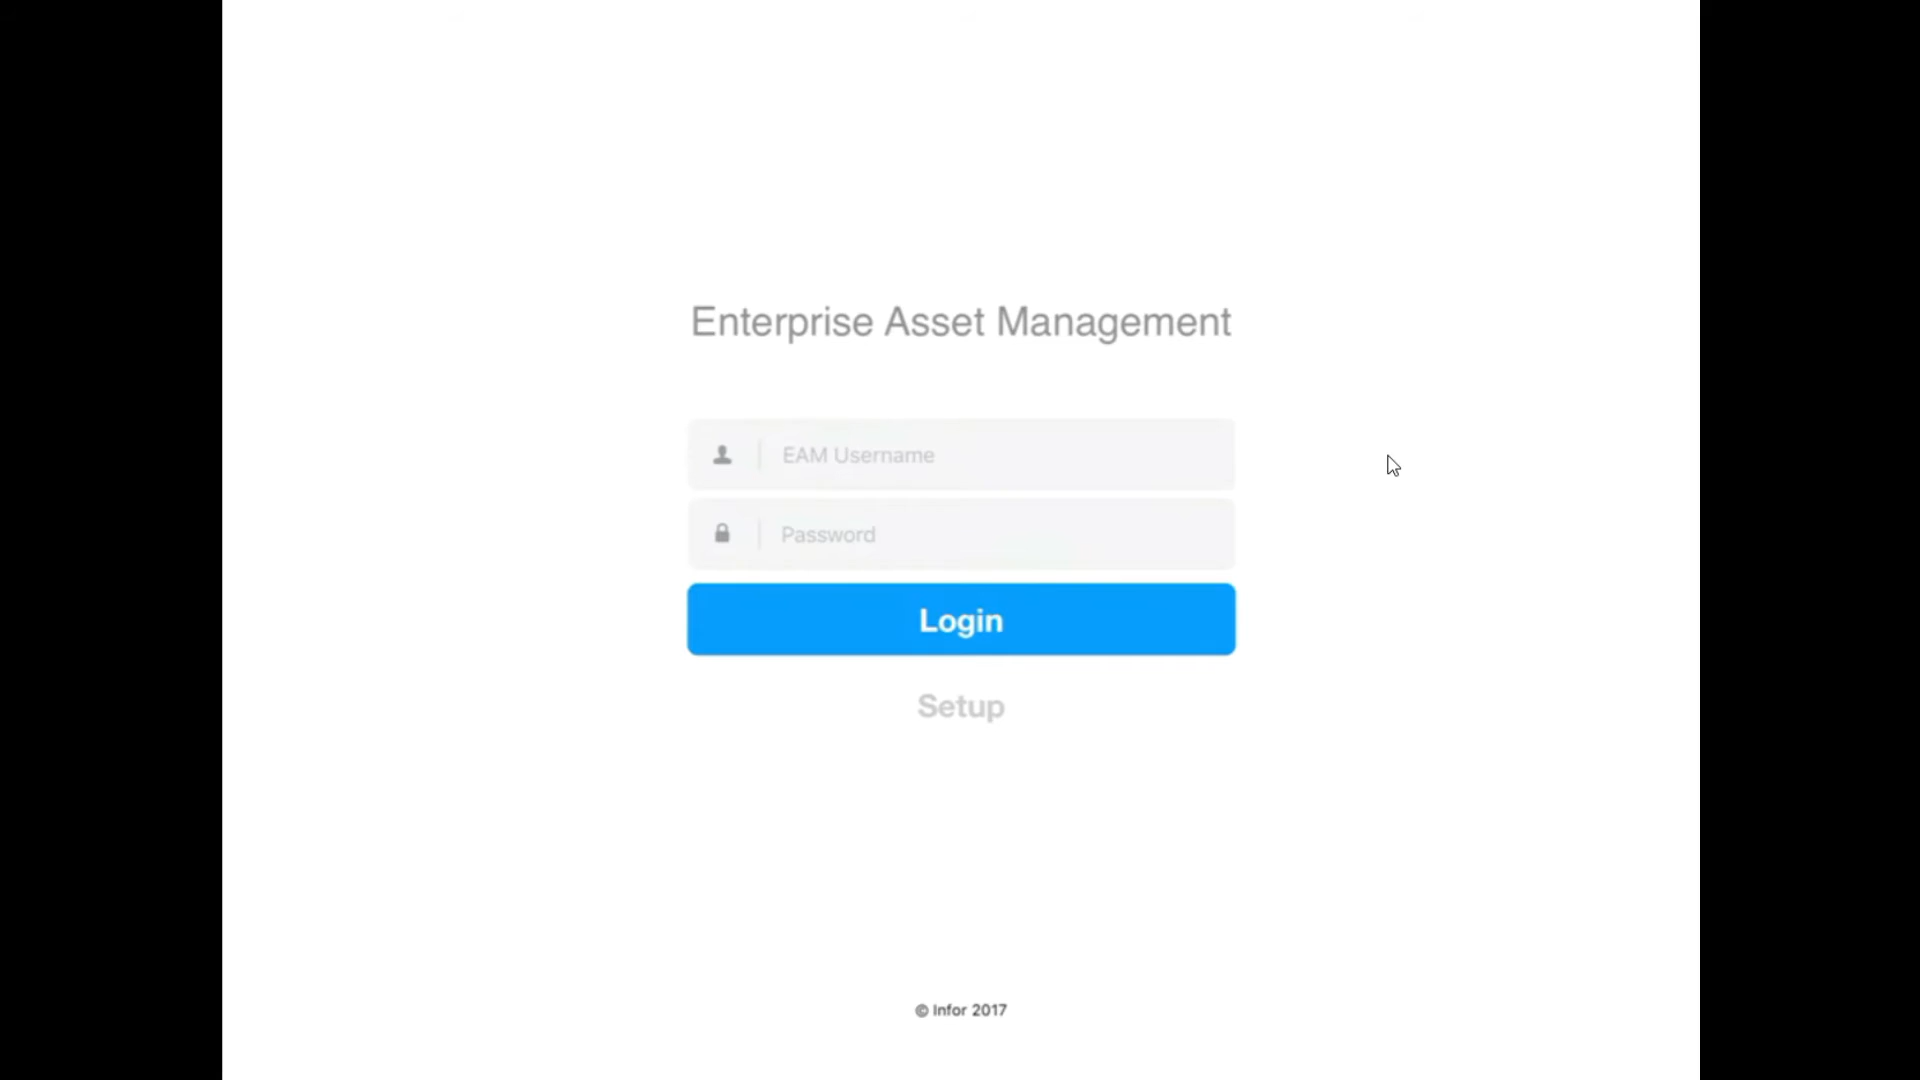 Enterprise Asset Management
EAM Username
Password
Login
Setup
© Infor 2017